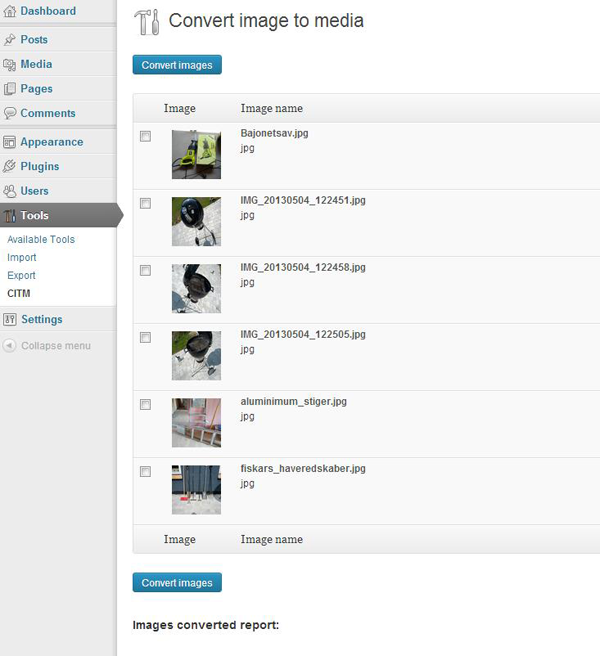 Dashboard
Posts
Media
Pages
Comments
Appearance
Plugins
Users
Tools
Available Tools
Import
Export
CITM
Settings
Collapse menu
Convert image to media
Convert images
Image Image name
Bajonetsav.jpg
jpg
IMG_20130504_122451.jpg
jpg
IMG_20130504_122458.jpg
jpg
IMG_20130504_122505.jpg
jpg
aluminimum_stiger.jpg
jpg
fiskars_haveredskaber.jpg
jpg
Image Image name
Convert images
Images converted report: